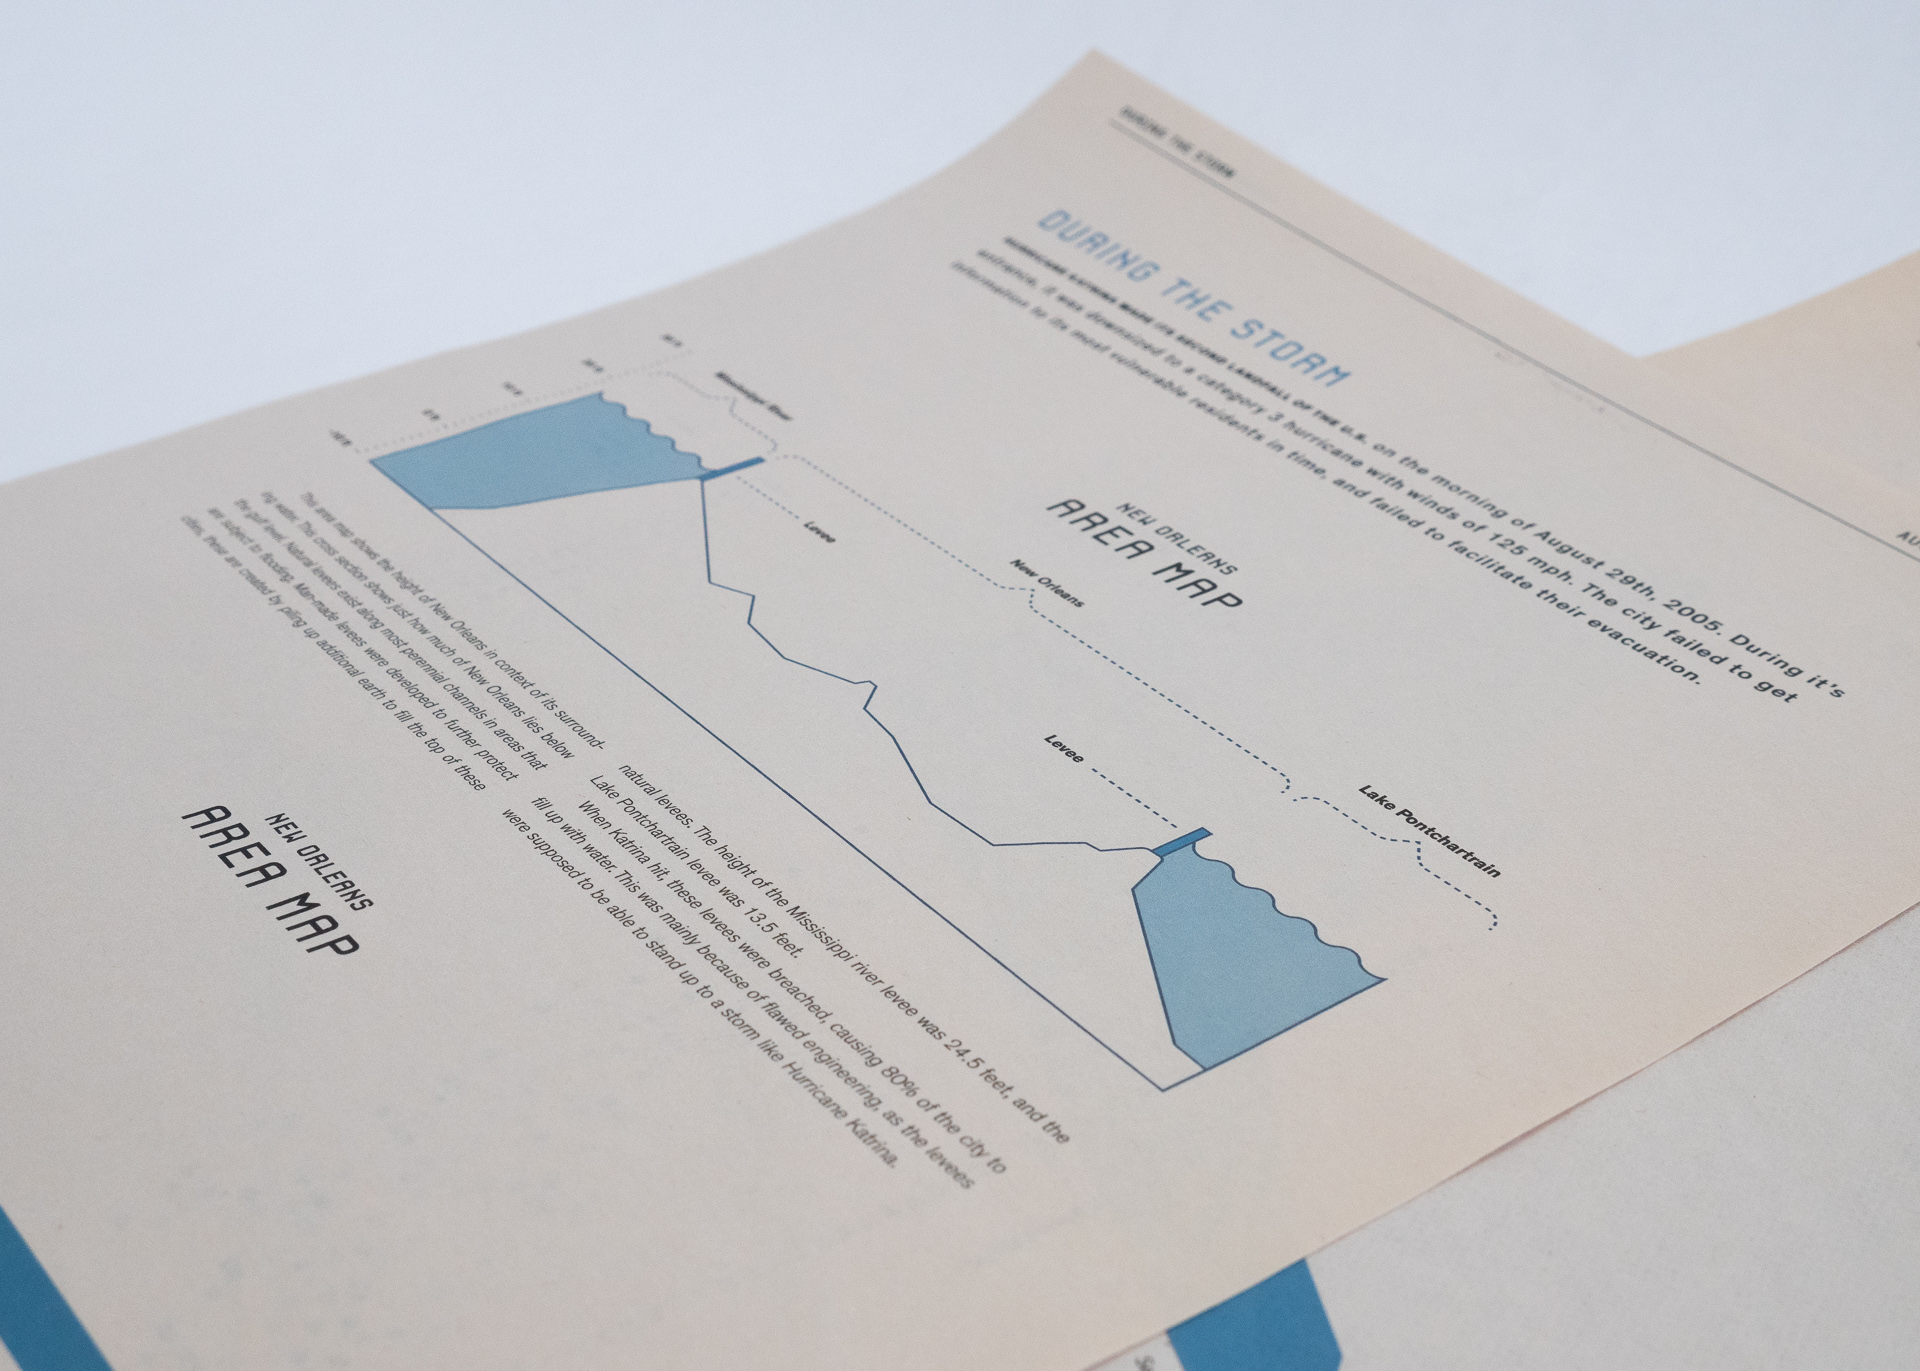 DURING THE STORM
DURING THE STORM
HURRICANE KATRINA MADE ITS SECOND LANDFALL OF THE U.S. on the morning of August 29th, 2005. During it's
entrance, it was downsized to a category 3 hurricane with winds of 125 mph. The city failed to get
information to its most vulnerable residents in time, and failed to facilitate their evacuation.
NEW ORLEANS
AREA MAP
Mississippi River
Levee
New Orleans
Levee
Lake Pontchartrain
This area map shows the height of New Orleans in context of its surround-
ing water. This cross section shows just how much of New Orleans lies below
the gulf level. Natural levees exist along most perennial channels in areas that
are subject to flooding. Man-made levees were developed to further protect
cities, these are created by piling up additional earth to fill the top of these
natural levees. The height of the Mississippi river levee was 24.5 feet, and the
Lake Pontchartrain levee was 13.5 feet.
When Katrina hit, these levees were breached, causing 80% of the city to
fill up with water. This was mainly because of flawed engineering, as the levees
were supposed to be able to stand up to a storm like Hurricane Katrina.
NEW ORLEANS
AREA MAP
AU